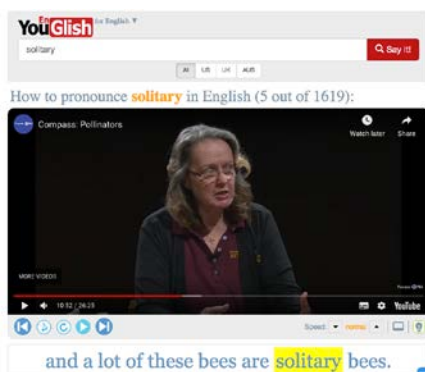 YouGlish for English ▼
solitary
Say it!
All US UK AUS
How to pronounce solitary in English (5 out of 1619):
Compass: Pollinators
Watch later Share
MORE VIDEOS
10:52 / 26:25
YouTube
Speed: ▼ normal ▲
and a lot of these bees are solitary bees.